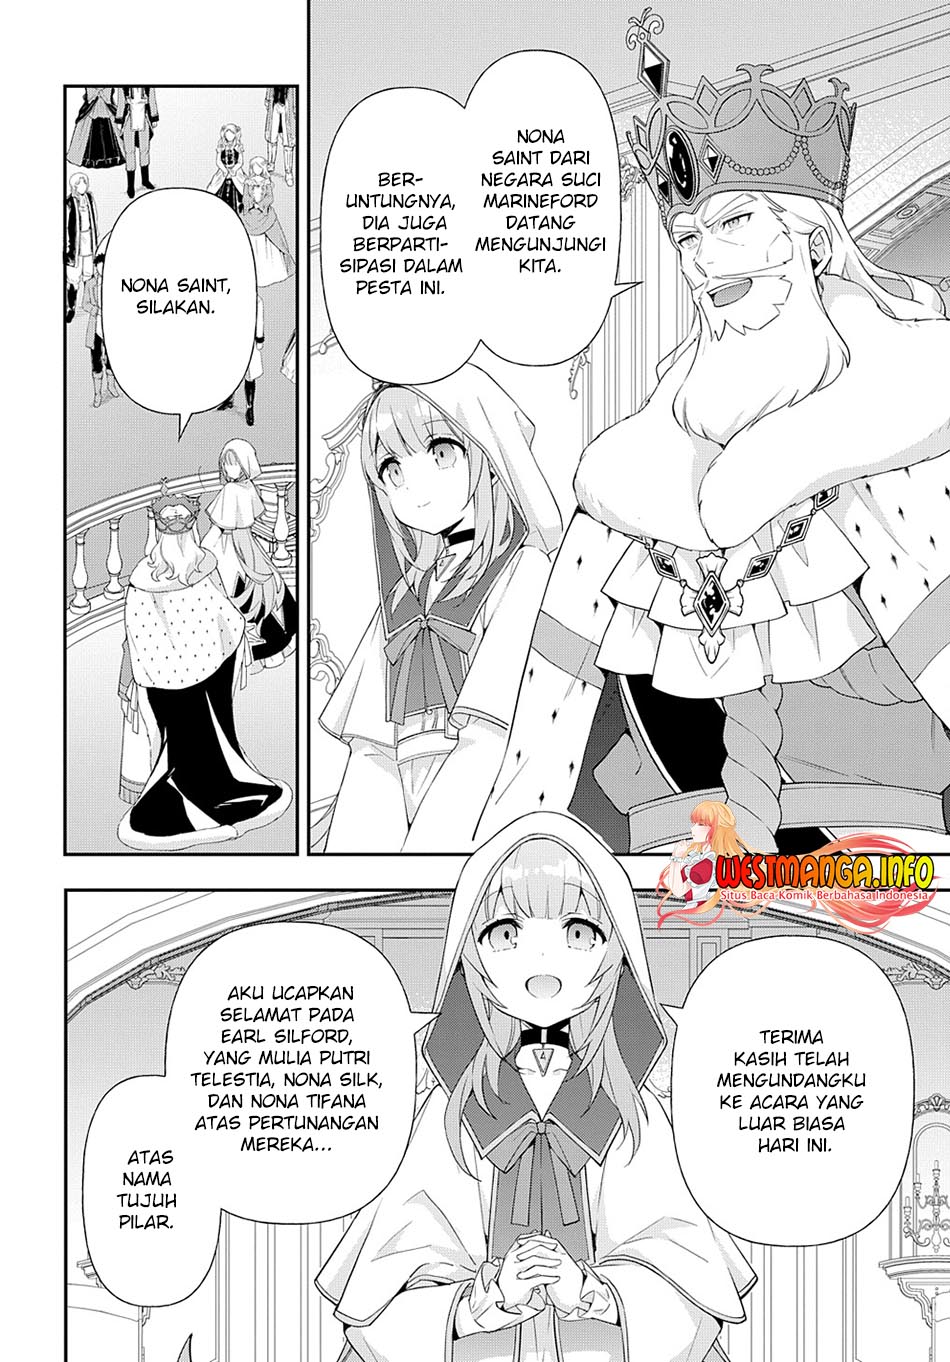 NONA
SAINT DARI
NEGARA SUCI
MARINEFORD
DATANG
MENGUNJUNGI
KITA.
BER-
UNTUNGNYA,
DIA JUGA
BERPARTI-
SIPASI DALAM
PESTA INI.
NONA SAINT,
SILAKAN.
WESTMANGA.INFO
Situs Baca Komik Berbahasa Indonesia
TERIMA
KASIH TELAH
MENGUNDANGKU
KE ACARA YANG
LUAR BIASA
HARI INI.
AKU UCAPKAN
SELAMAT PADA
EARL SILFORD,
YANG MULIA PUTRI
TELESTIA, NONA SILK,
DAN NONA TIFANA
ATAS PERTUNANGAN
MEREKA...
ATAS
NAMA
TUJUH
PILAR.